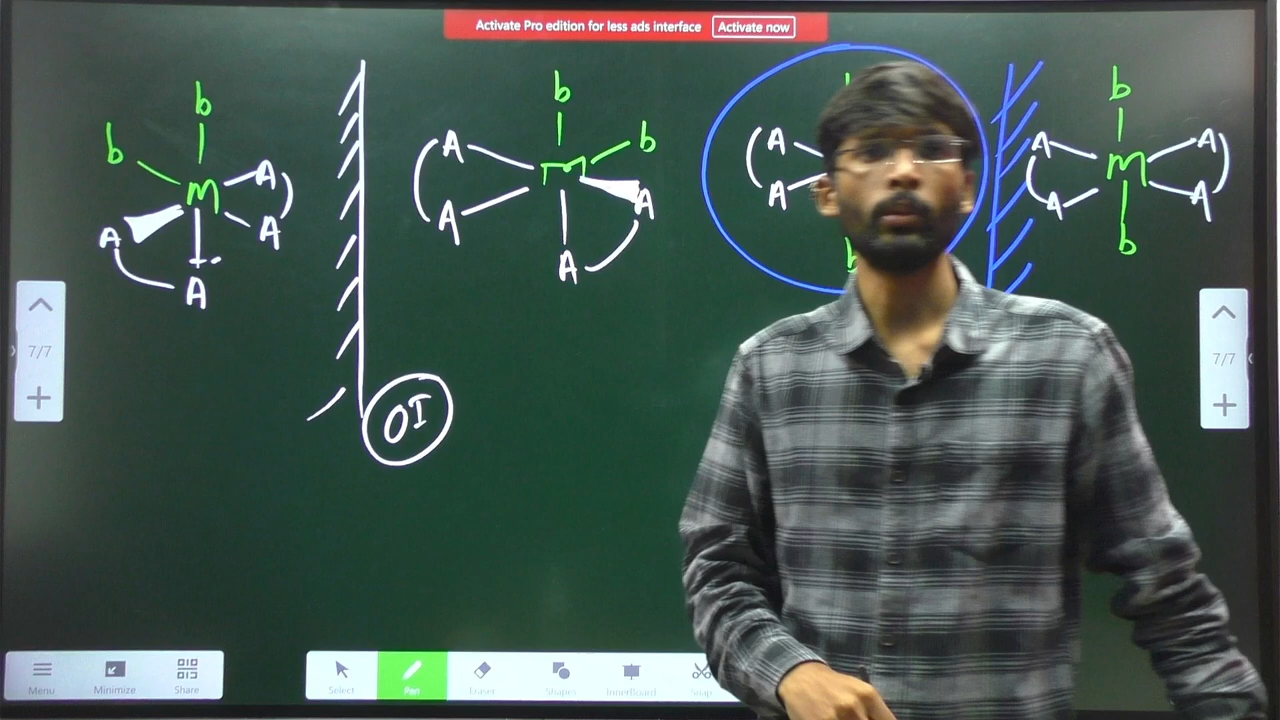 Activate Pro edition for less ads interface Activate now
b
b
M
A
A
A
A
b
b
M
A
A
A
A
A
A
b
M
A
A
A
A
b
OI
7/7
7/7
Menu
Minimize
Share
Select
Pen
Eraser
Shapes
InnerBoard
Snap